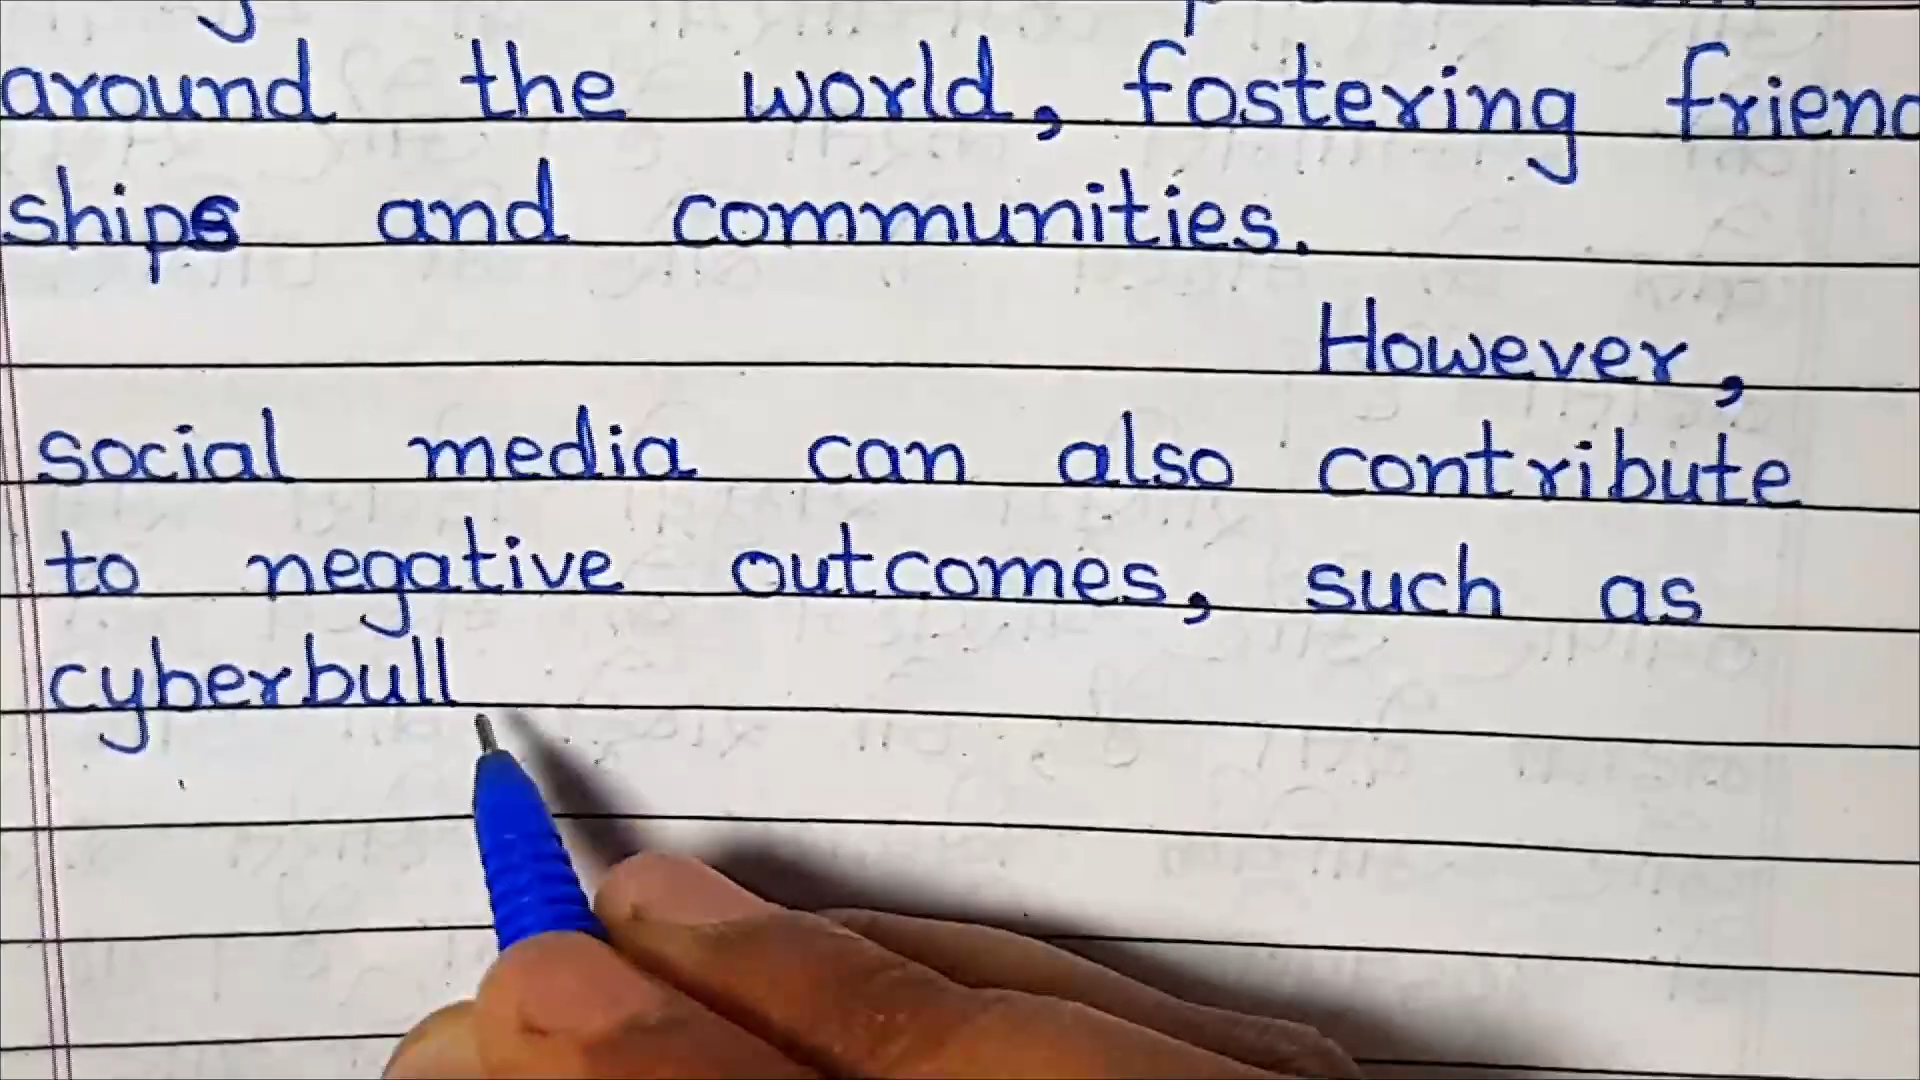 around the world, fostering friend
ships and communities.
However,
social media can also contribute
to negative outcomes, such as
cyberbull